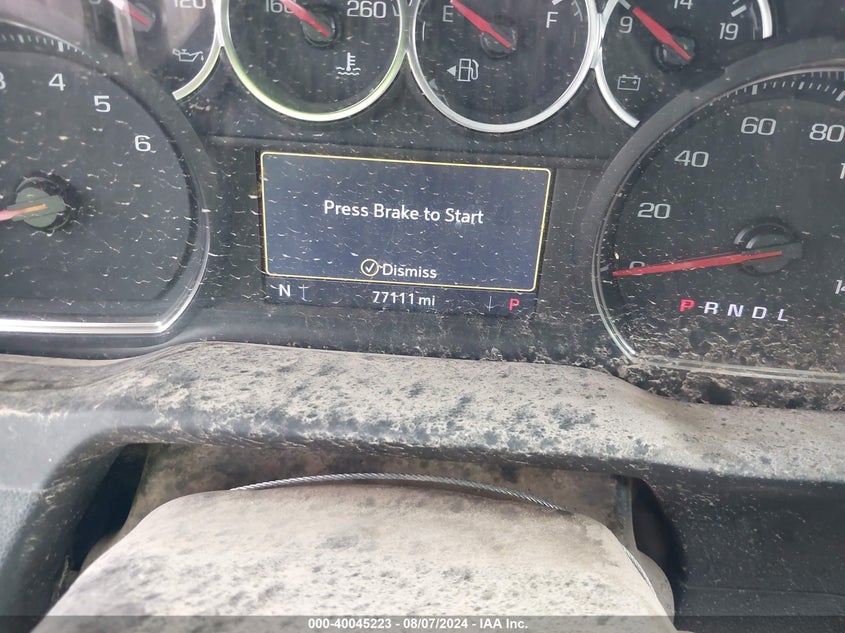 120
160 260
E F
9 14 19
3 4 5 6
Press Brake to Start
Dismiss
N 77111 mi P
0 20 40 60 80
P R N D L
000-40045223 - 08/07/2024 - IAA Inc.